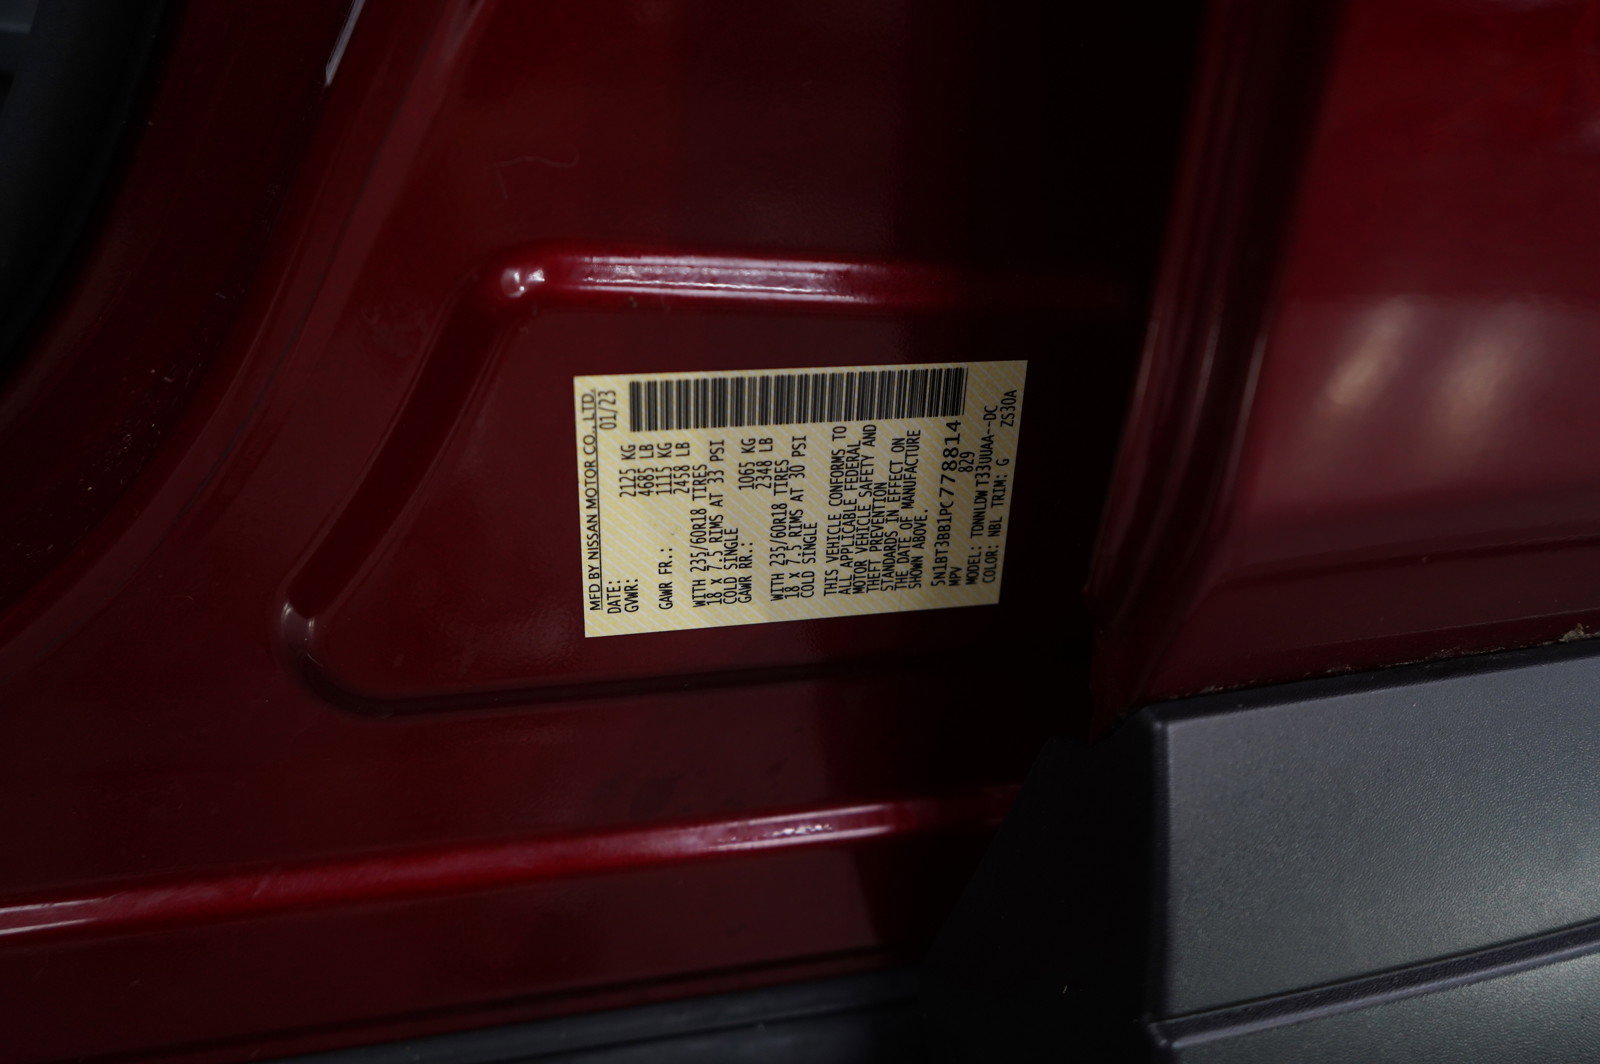 MFD BY NISSAN MOTOR CO., LTD.
DATE: 01/23
GVWR: 2125 KG
4685 LB
GAWR FR.: 1115 KG
2458 LB
WITH 235/60R18 TIRES
18 X 7.5 RIMS AT 33 PSI
COLD SINGLE
GAWR RR.: 1065 KG
2348 LB
WITH 235/60R18 TIRES
18 X 7.5 RIMS AT 30 PSI
COLD SINGLE
THIS VEHICLE CONFORMS TO
ALL APPLICABLE FEDERAL
MOTOR VEHICLE SAFETY AND
THEFT PREVENTION
STANDARDS IN EFFECT ON
THE DATE OF MANUFACTURE
SHOWN ABOVE.
5N1BT3BB1PC778814
MPV 829
MODEL: TDNNLDW T33UUAA--DC
COLOR: NBL TRIM: G ZS30A